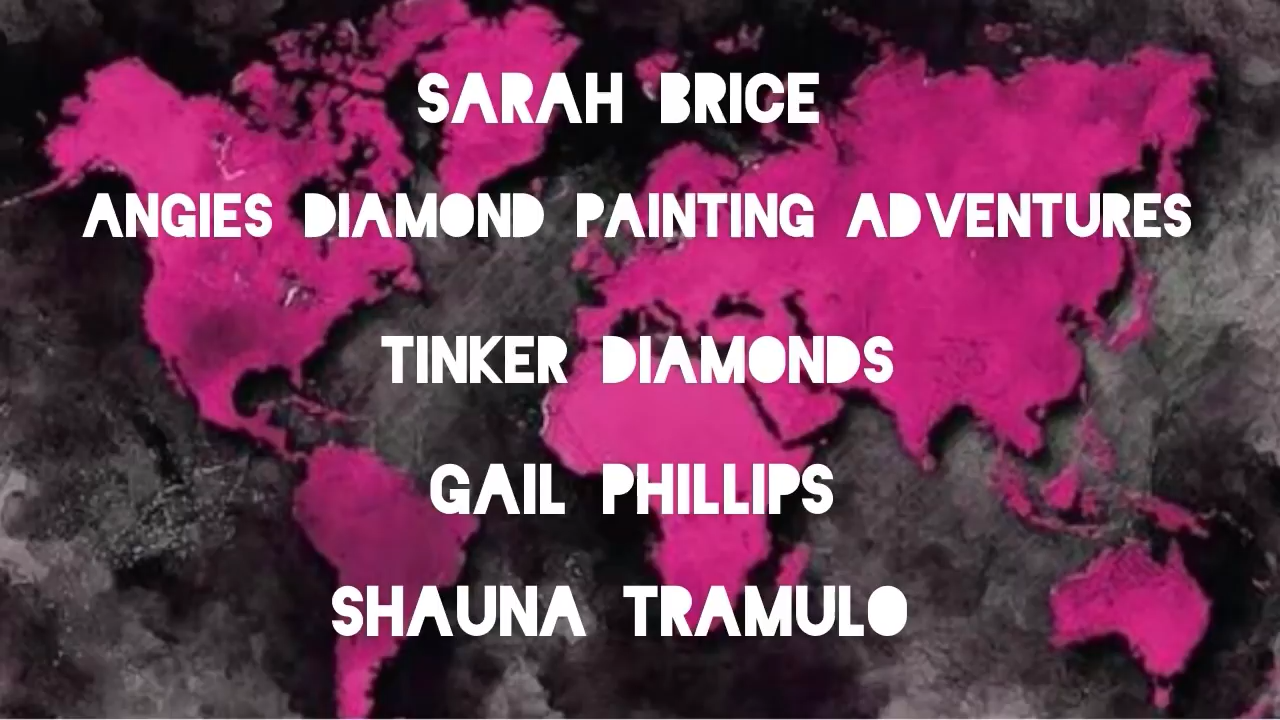 SARAH BRICE
ANGIES DIAMOND PAINTING ADVENTURES
TINKER DIAMONDS
GAIL PHILLIPS
SHAUNA TRAMULO